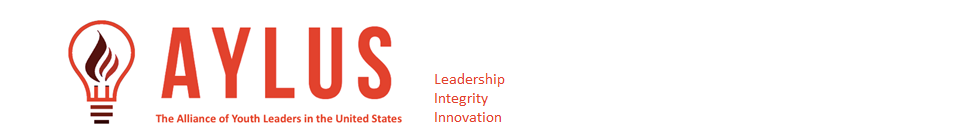 AYLUS
The Alliance of Youth Leaders in the United States
Leadership
Integrity
Innovation